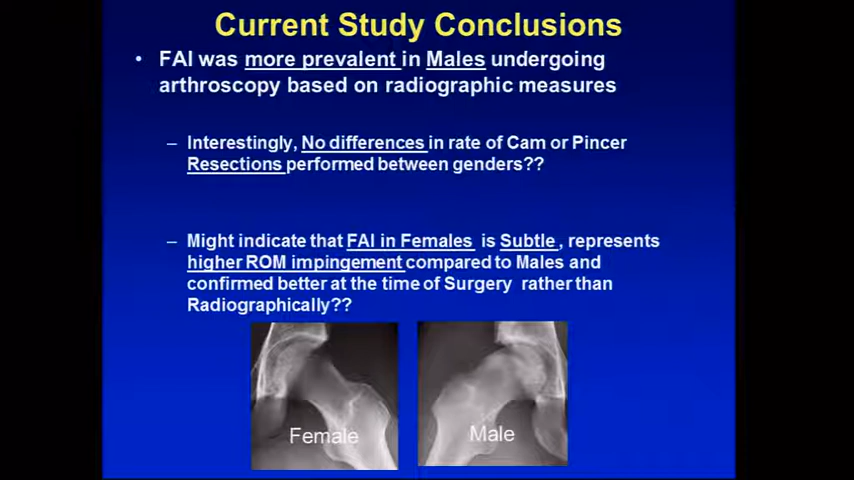 Current Study Conclusions
• FAI was more prevalent in Males undergoing
arthroscopy based on radiographic measures
– Interestingly, No differences in rate of Cam or Pincer
Resections performed between genders??
– Might indicate that FAI in Females is Subtle , represents
higher ROM impingement compared to Males and
confirmed better at the time of Surgery rather than
Radiographically??
Female
Male